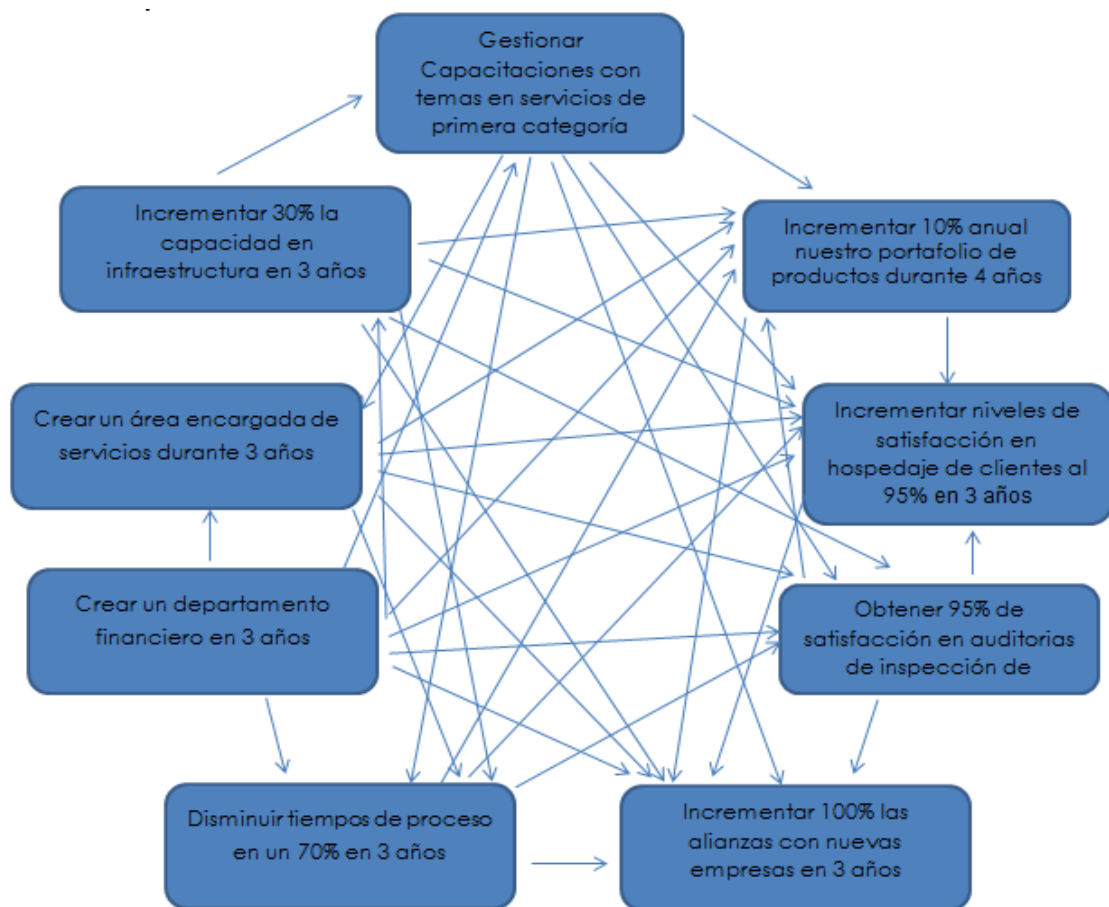 Gestionar
Capacitaciones con
temas en servicios de
primera categoría
Incrementar 30% la
capacidad en
infraestructura en 3 años
Incrementar 10% anual
nuestro portafolio de
productos durante 4 años
Crear un área encargada de
servicios durante 3 años
Incrementar niveles de
satisfacción en
hospedaje de clientes al
95% en 3 años
Crear un departamento
financiero en 3 años
Obtener 95% de
satisfacción en auditorias
de inspección de
Disminuir tiempos de proceso
en un 70% en 3 años
Incrementar 100% las
alianzas con nuevas
empresas en 3 años